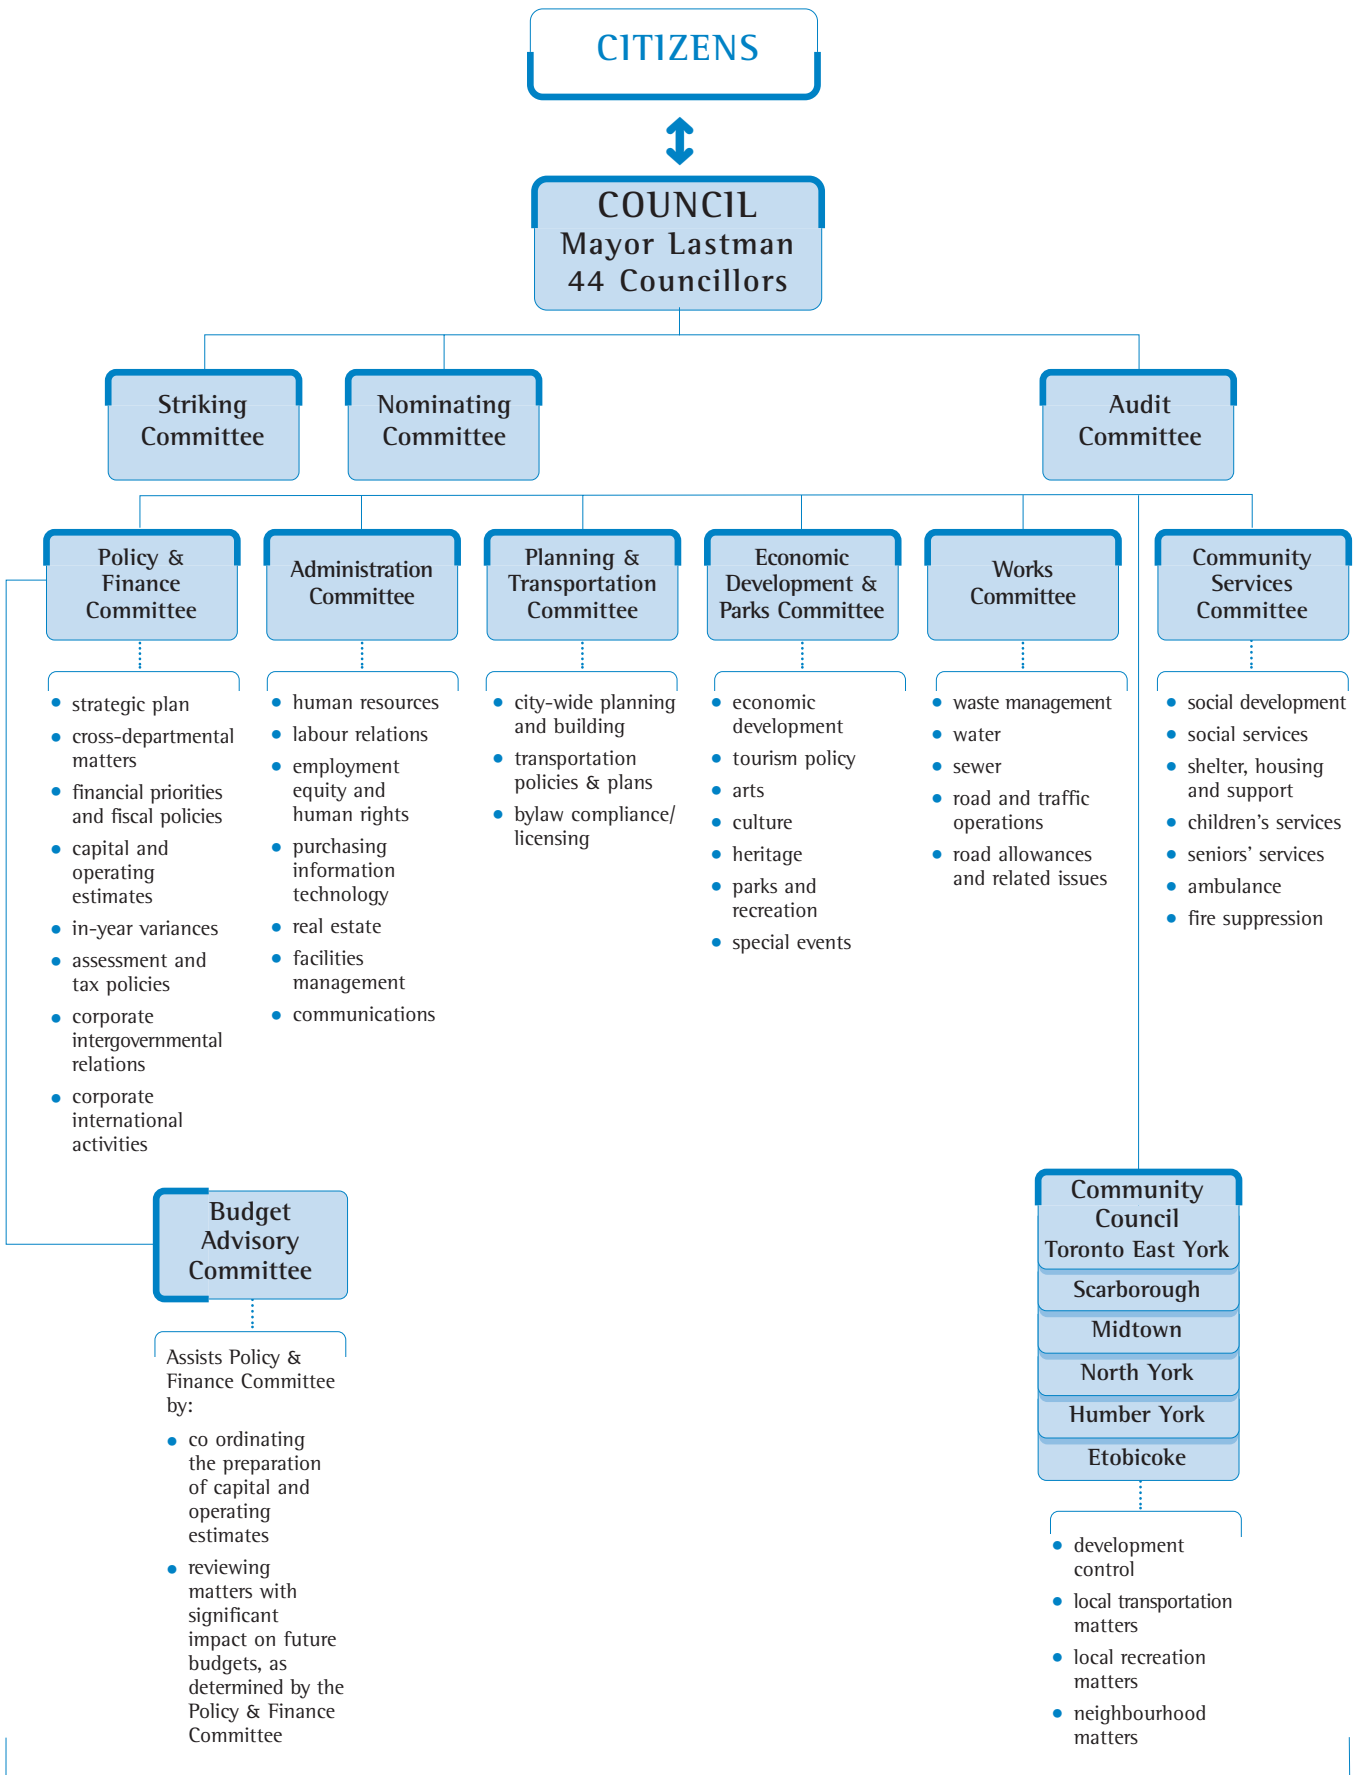 CITIZENS
COUNCIL
Mayor Lastman
44 Councillors
Striking
Committee
Nominating
Committee
Audit
Committee
Policy &
Finance
Committee
Administration
Committee
Planning &
Transportation
Committee
Economic
Development &
Parks Committee
Works
Committee
Community
Services
Committee
strategic plan
cross-departmental
matters
financial priorities
and fiscal policies
capital and
operating
estimates
in-year variances
assessment and
tax policies
corporate
intergovernmental
relations
corporate
international
activities
human resources
labour relations
employment
equity and
human rights
purchasing
information
technology
real estate
facilities
management
communications
city-wide planning
and building
transportation
policies & plans
bylaw compliance/
licensing
economic
development
tourism policy
arts
culture
heritage
parks and
recreation
special events
waste management
water
sewer
road and traffic
operations
road allowances
and related issues
social development
social services
shelter, housing
and support
children's services
seniors' services
ambulance
fire suppression
Budget
Advisory
Committee
Assists Policy &
Finance Committee
by:
co ordinating
the preparation
of capital and
operating
estimates
reviewing
matters with
significant
impact on future
budgets, as
determined by the
Policy & Finance
Committee
Community
Council
Toronto East York
Scarborough
Midtown
North York
Humber York
Etobicoke
development
control
local transportation
matters
local recreation
matters
neighbourhood
matters